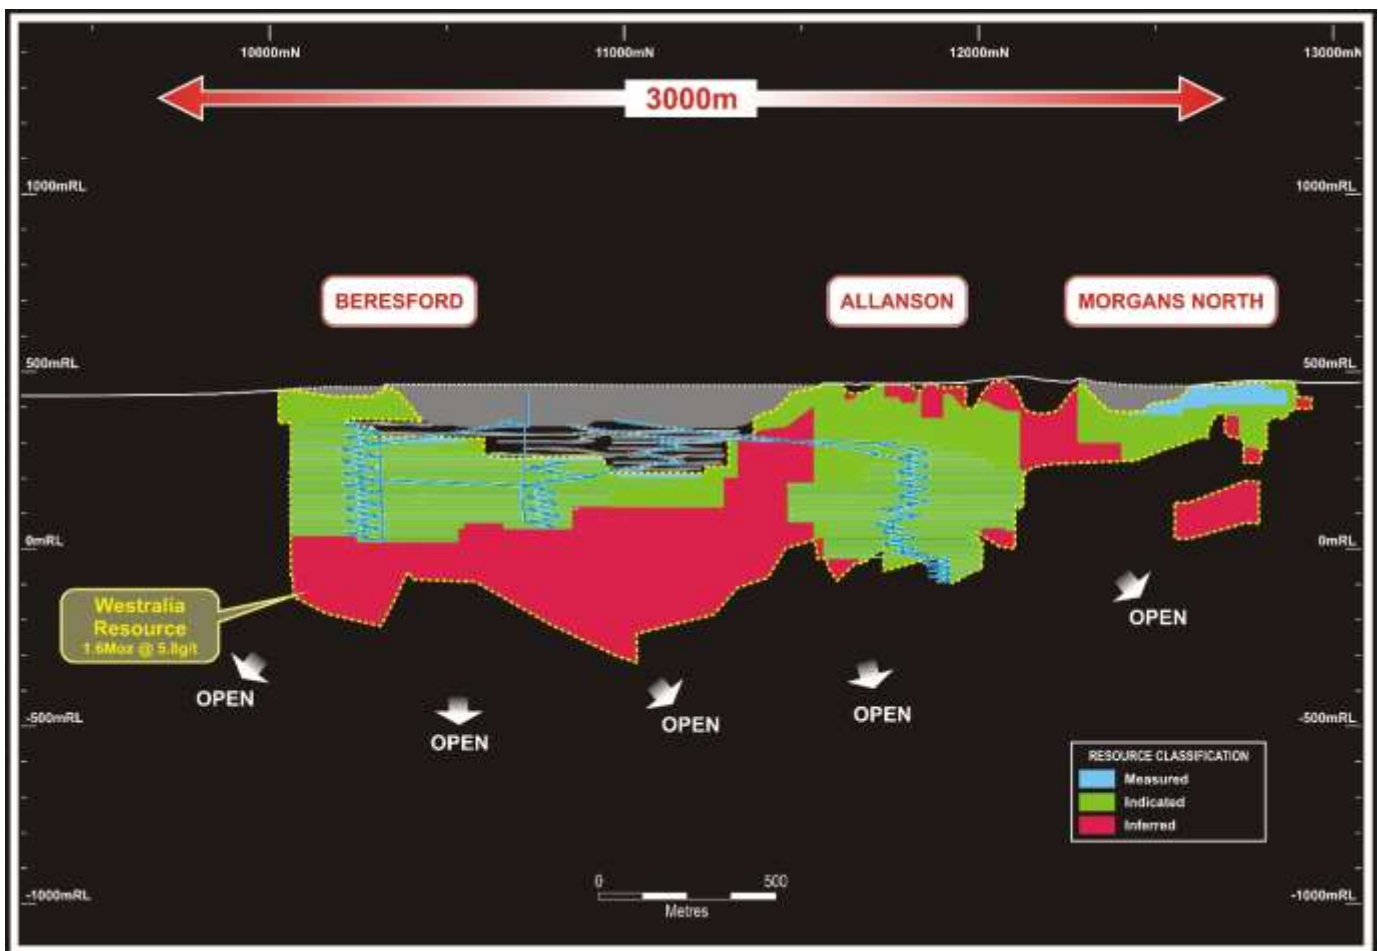 10000mN 11000mN 12000mN 13000mN
3000m
1000mRL 1000mRL
BERESFORD ALLANSON MORGANS NORTH
500mRL 500mRL
0mRL 0mRL
Westralia
Resource
1.6Moz @ 5.8g/t
OPEN
OPEN
OPEN
OPEN
OPEN
-500mRL -500mRL
RESOURCE CLASSIFICATION
Measured
Indicated
Inferred
0 500
Metres
-1000mRL -1000mRL